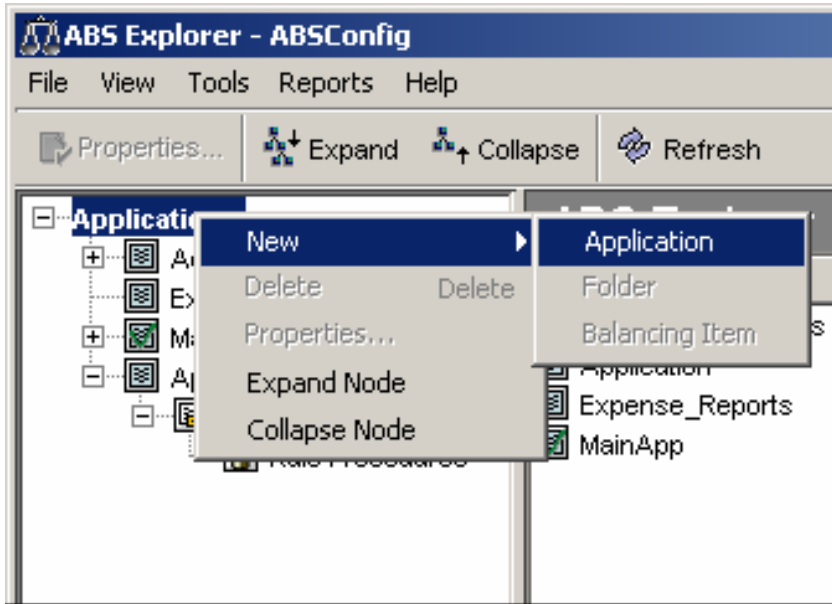 ABS Explorer - ABSConfig
File View Tools Reports Help
Properties... Expand Collapse Refresh
New
Delete Delete
Properties...
Expand Node
Collapse Node
Application
Folder
Balancing Item
Application
Expense_Reports
MainApp